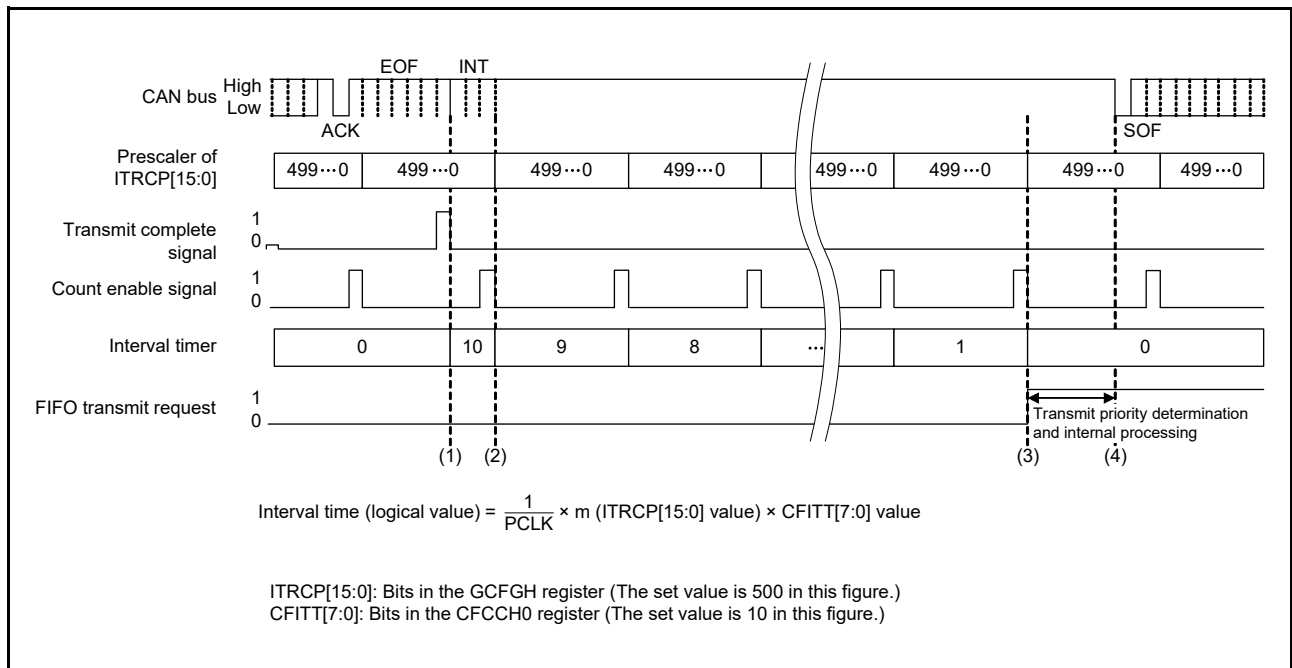 EOF INT
CAN bus High
Low
ACK SOF
Prescaler of
ITRCP[15:0]
499···0 499···0 499···0 499···0 499···0 499···0 499···0 499···0
Transmit complete
signal
1
0
Count enable signal
1
0
Interval timer 0 10 9 8 ··· 1 0
FIFO transmit request
1
0
Transmit priority determination
and internal processing
(1) (2) (3) (4)
Interval time (logical value) = 1/PCLK × m (ITRCP[15:0] value) × CFITT[7:0] value
ITRCP[15:0]: Bits in the GCFGH register (The set value is 500 in this figure.)
CFITT[7:0]: Bits in the CFCCH0 register (The set value is 10 in this figure.)